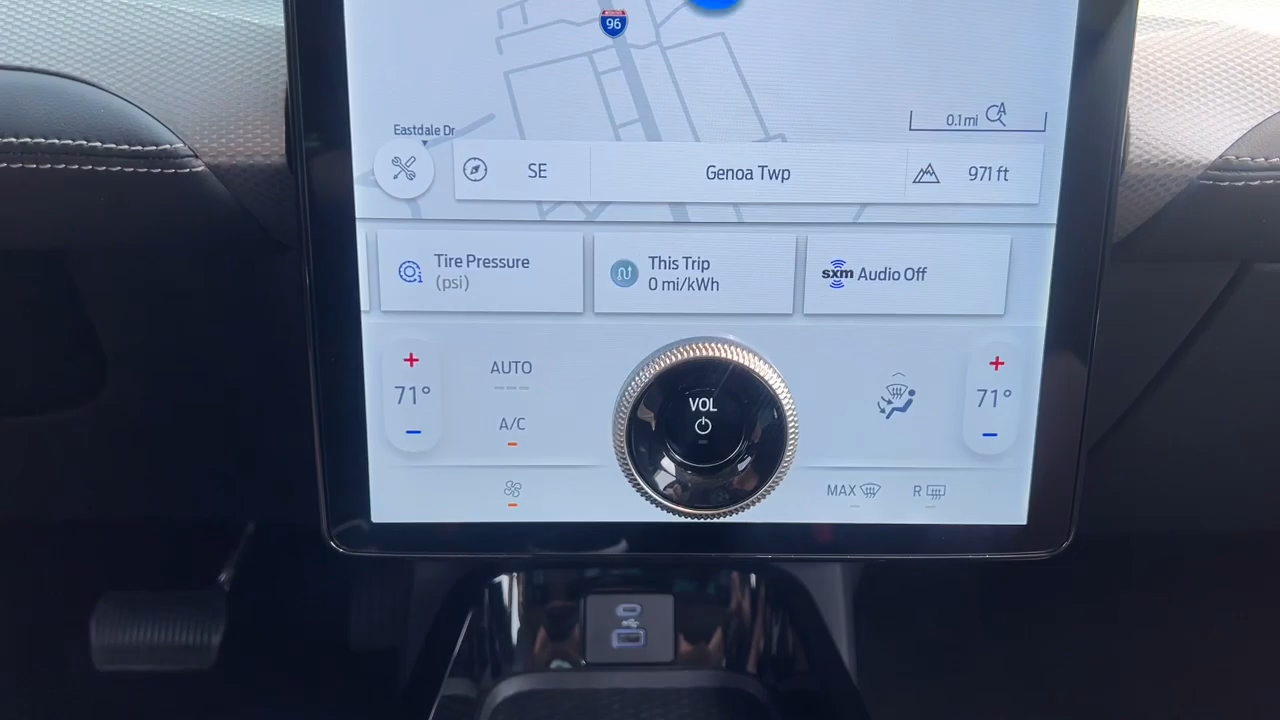 96
0.1 mi
Eastdale Dr
SE
Genoa Twp
971 ft
Tire Pressure
(psi)
This Trip
0 mi/kWh
sxm Audio Off
71°
AUTO
A/C
VOL
71°
MAX
R